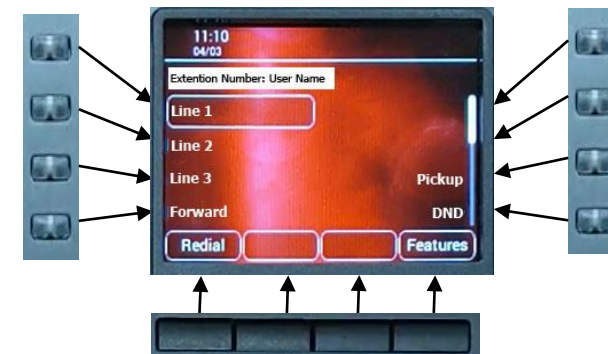 11:10
04/03
Extention Number: User Name
Line 1
Line 2
Line 3 Pickup
Forward DND
Redial Features